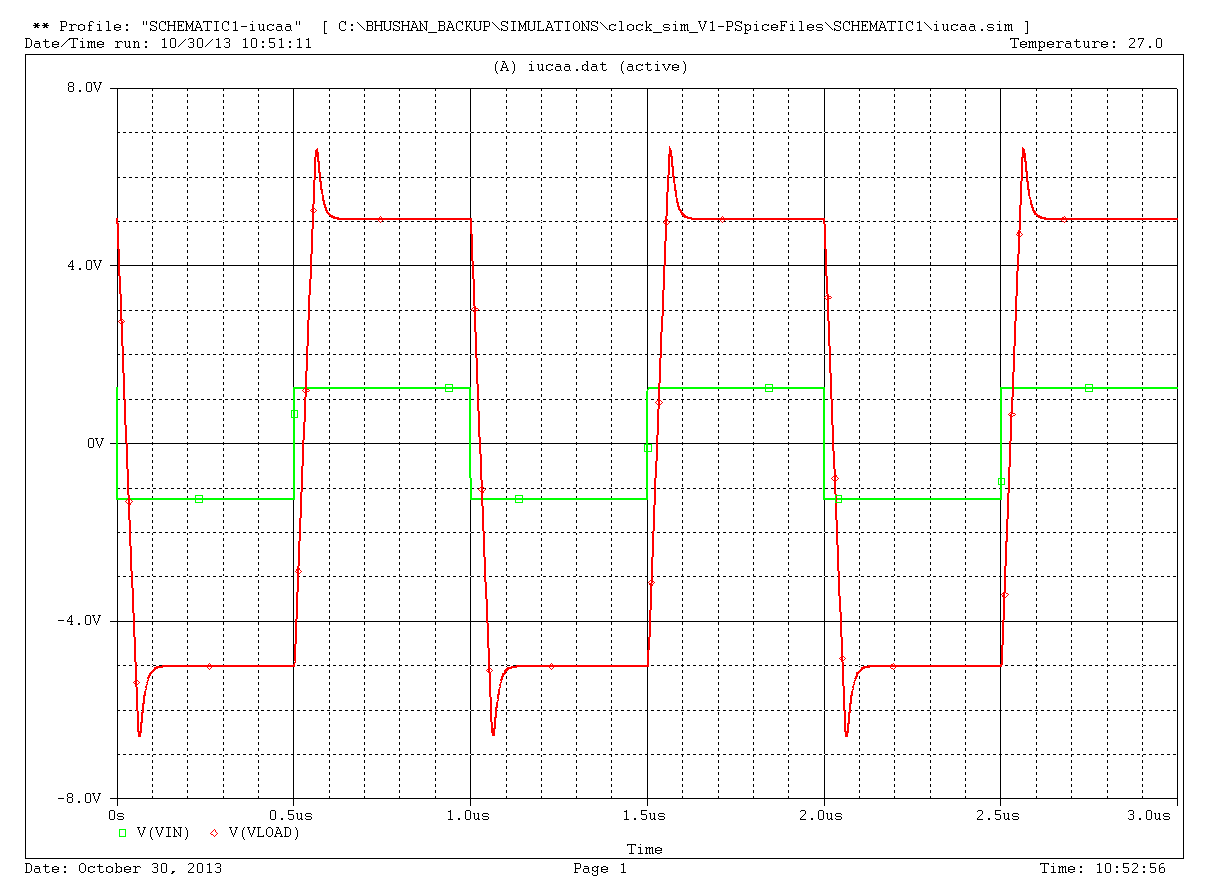 ** Profile: "SCHEMATIC1-iucaa"  [ C:\BHUSHAN_BACKUP\SIMULATIONS\clock_sim_V1-PSpiceFiles\SCHEMATIC1\iucaa.sim ]
Date/Time run: 10/30/13 10:51:11 Temperature: 27.0
(A) iucaa.dat (active)
8.0V
4.0V
0V
-4.0V
-8.0V
0s 0.5us 1.0us 1.5us 2.0us 2.5us 3.0us
V(VIN) V(VLOAD)
Time
Date: October 30, 2013 Page 1 Time: 10:52:56